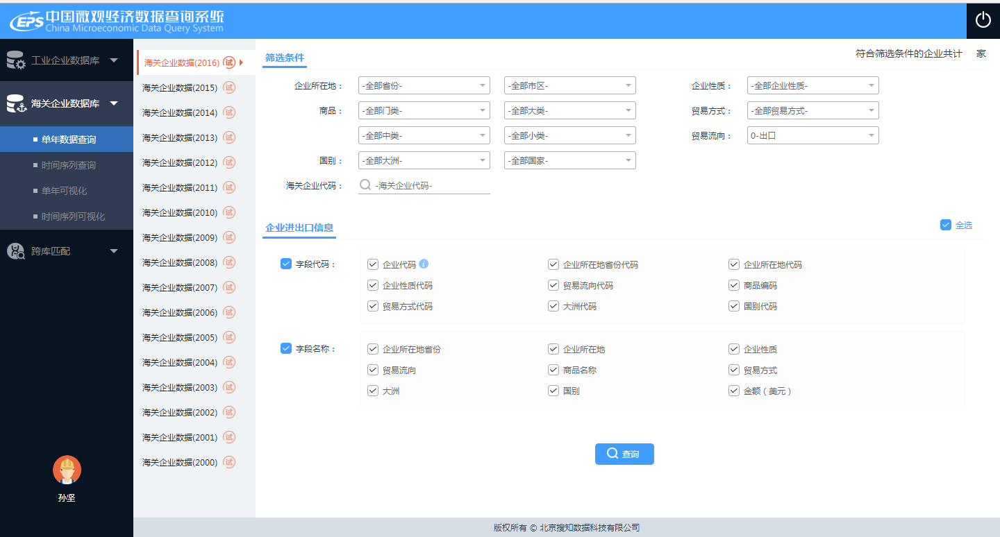 EPS 中国微观经济数据查询系统
China Microeconomic Data Query System
工业企业数据库
海关企业数据库
单年数据查询
时间序列查询
单年可视化
时间序列可视化
跨库匹配
孙坚
海关企业数据(2016) 试
海关企业数据(2015) 试
海关企业数据(2014) 试
海关企业数据(2013) 试
海关企业数据(2012) 试
海关企业数据(2011) 试
海关企业数据(2010) 试
海关企业数据(2009) 试
海关企业数据(2008) 试
海关企业数据(2007) 试
海关企业数据(2006) 试
海关企业数据(2005) 试
海关企业数据(2004) 试
海关企业数据(2003) 试
海关企业数据(2002) 试
海关企业数据(2001) 试
海关企业数据(2000) 试
筛选条件 符合筛选条件的企业共计 家
企业所在地： -全部省份- -全部市区- 企业性质： -全部企业性质-
商品： -全部门类- -全部大类- 贸易方式： -全部贸易方式-
-全部中类- -全部小类- 贸易流向： 0-出口
国别： -全部大洲- -全部国家-
海关企业代码： -海关企业代码-
企业进出口信息 全选
字段代码： 企业代码 i 企业所在地省份代码 企业所在地代码
企业性质代码 贸易流向代码 商品编码
贸易方式代码 大洲代码 国别代码
字段名称： 企业所在地省份 企业所在地 企业性质
贸易流向 商品名称 贸易方式
大洲 国别 金额（美元）
查询
版权所有 © 北京搜知数据科技有限公司